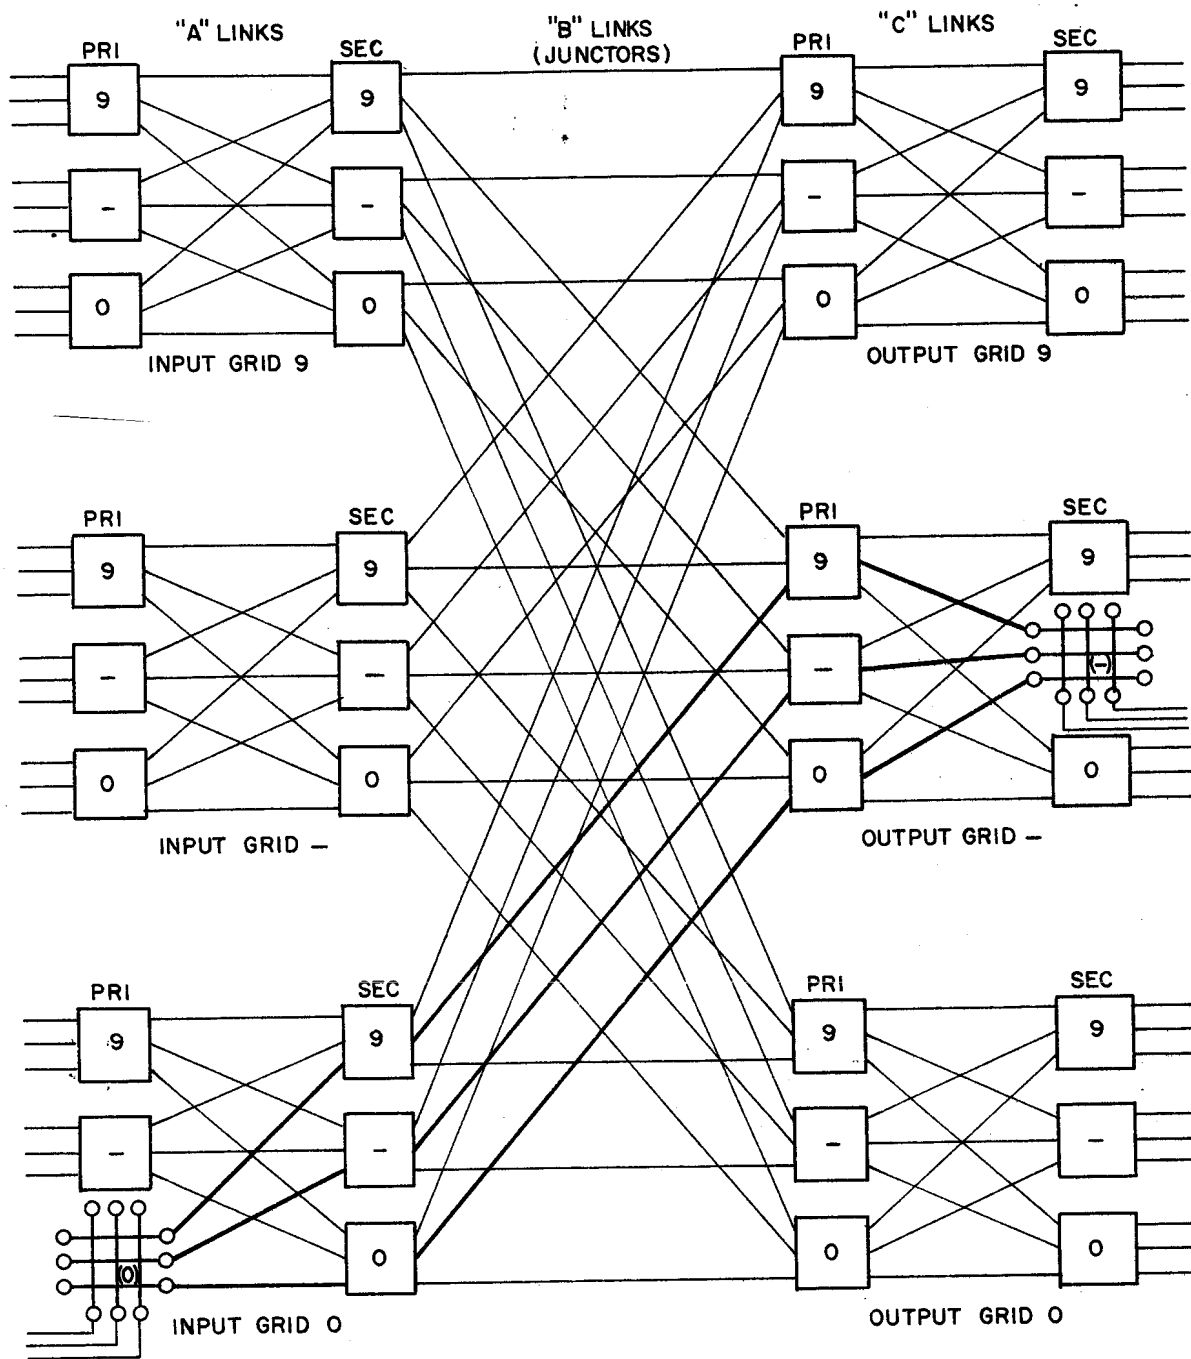 "A" LINKS
"B" LINKS
(JUNCTORS)
"C" LINKS
PRI
SEC
PRI
SEC
9
9
9
9
-
-
-
-
0
0
0
0
INPUT GRID 9
OUTPUT GRID 9
PRI
SEC
PRI
SEC
9
9
9
9
-
-
-
(-)
0
0
0
0
INPUT GRID -
OUTPUT GRID -
PRI
SEC
PRI
SEC
9
9
9
9
-
-
-
-
(0)
0
0
0
INPUT GRID 0
OUTPUT GRID 0